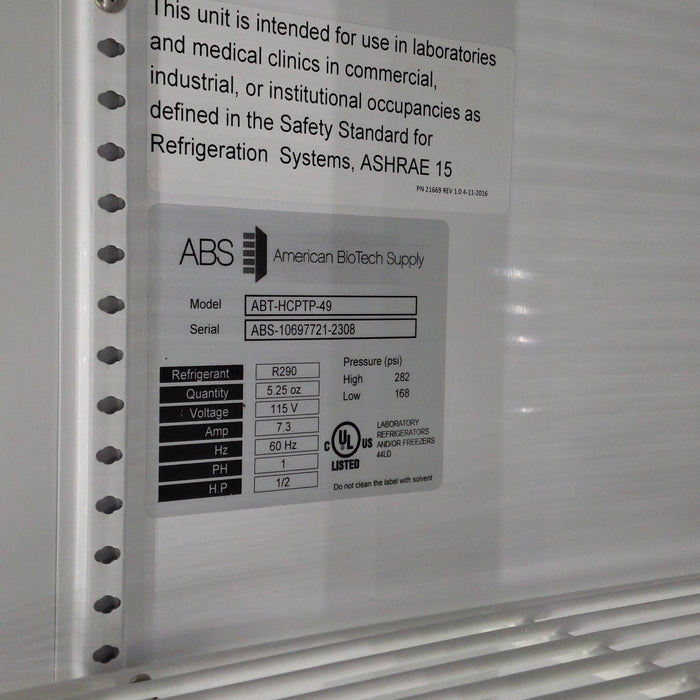 This unit is intended for use in laboratories
and medical clinics in commercial,
industrial, or institutional occupancies as
defined in the Safety Standard for
Refrigeration Systems, ASHRAE 15
PN 21669 REV 1.0 4-11-2016
ABS American BioTech Supply
Model ABT-HCPTP-49
Serial ABS-10697721-2308
Refrigerant R290
Quantity 5.25 oz
Voltage 115 V
Amp 7.3
Hz 60 Hz
PH 1
H.P 1/2
Pressure (psi)
High 282
Low 168
C UL US
LISTED
LABORATORY
REFRIGERATORS
AND/OR FREEZERS
44LD
Do not clean the label with solvent